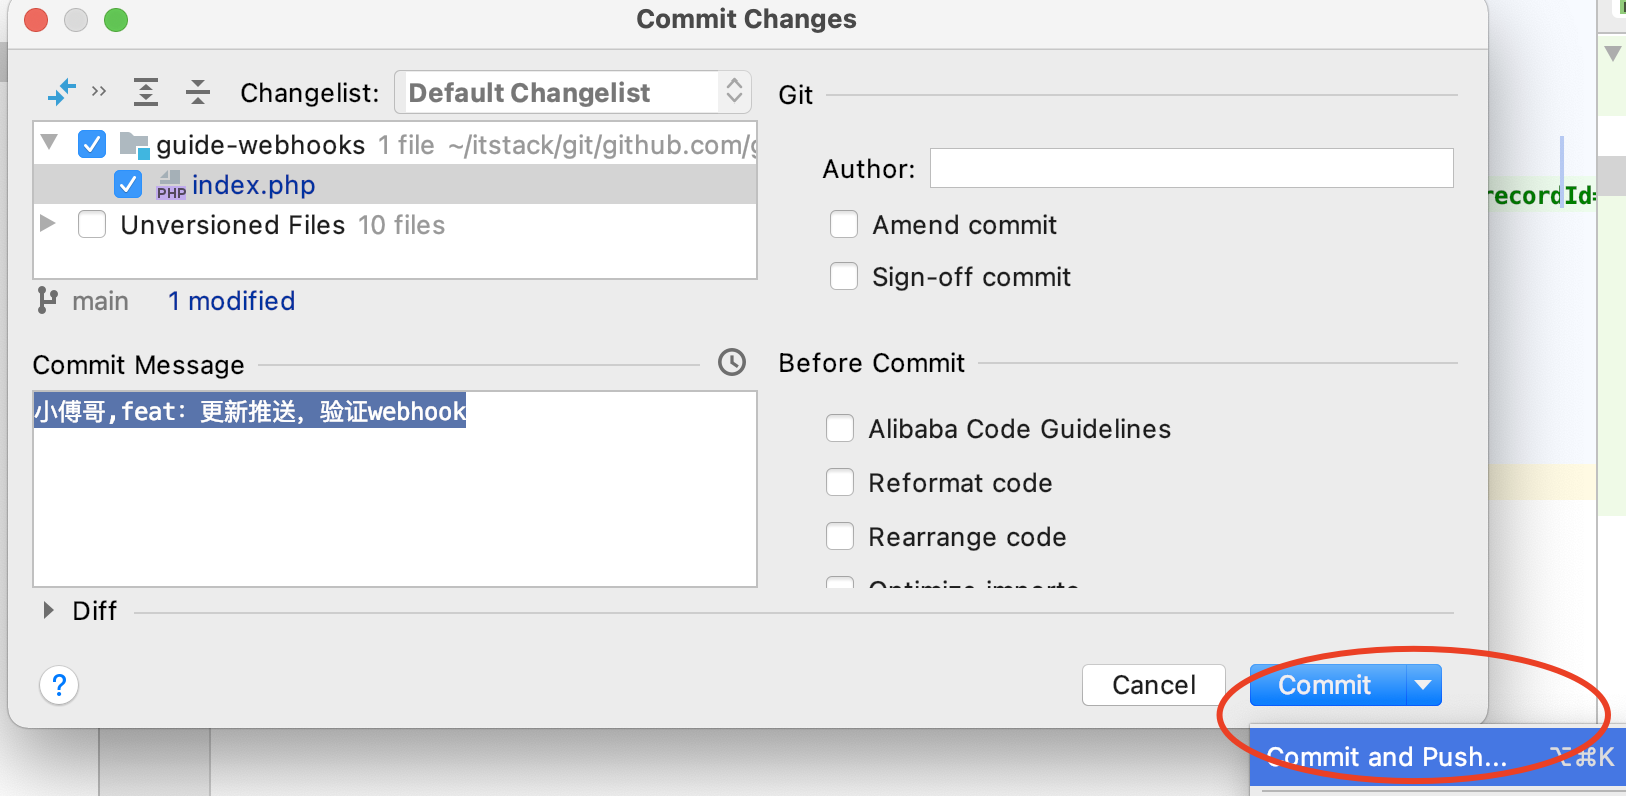 Commit Changes
Changelist: Default Changelist
guide-webhooks 1 file ~/itstack/git/github.com/
PHP index.php
Unversioned Files 10 files
main 1 modified
Commit Message
小傅哥,feat：更新推送，验证webhook
Diff
?
Git
Author:
Amend commit
Sign-off commit
Before Commit
Alibaba Code Guidelines
Reformat code
Rearrange code
Optimize imports
Cancel
Commit
Commit and Push... ⌥⌘K
recordId=